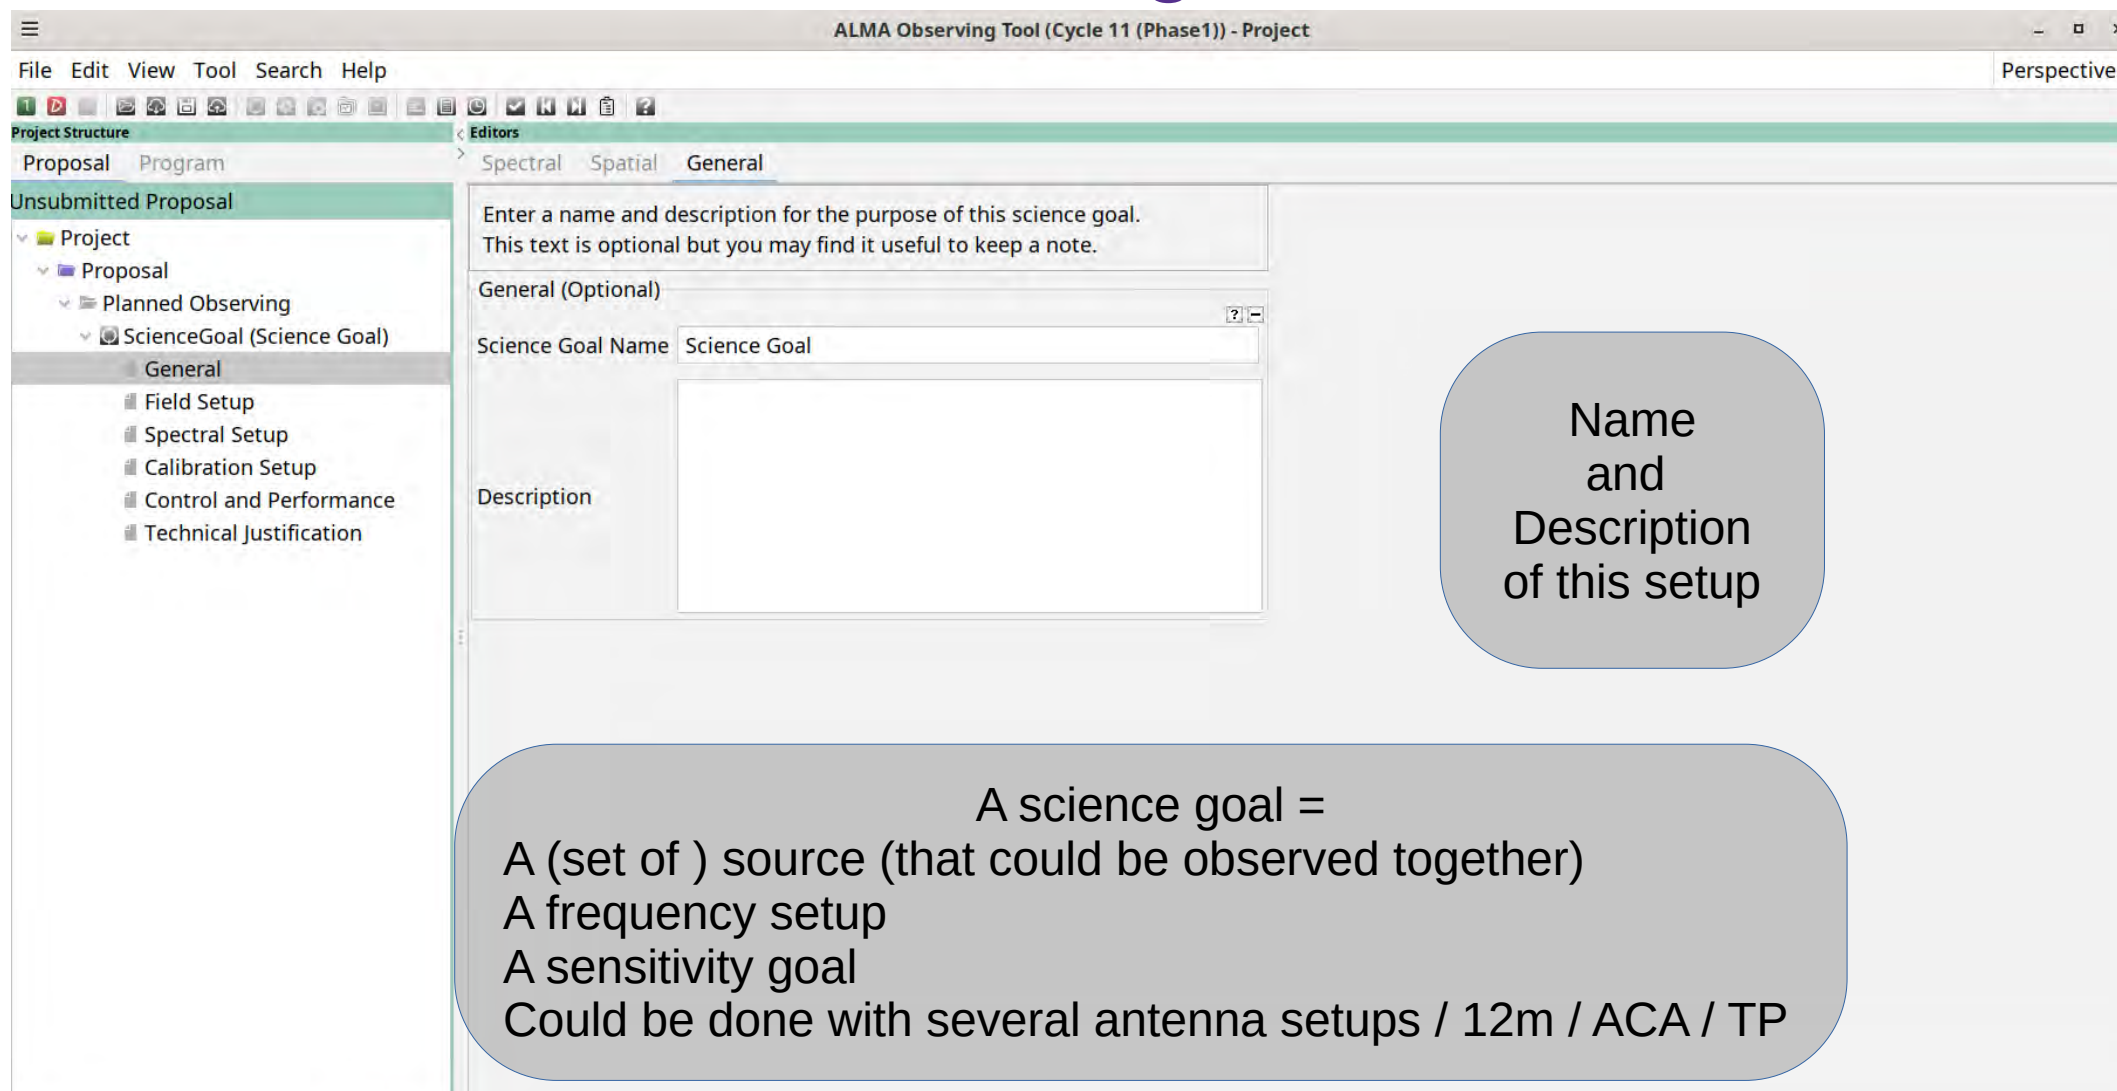 ALMA Observing Tool (Cycle 11 (Phase1)) - Project
File Edit View Tool Search Help
Perspective
Project Structure
Editors
Proposal Program
Spectral Spatial General
Unsubmitted Proposal
Project
Proposal
Planned Observing
ScienceGoal (Science Goal)
General
Field Setup
Spectral Setup
Calibration Setup
Control and Performance
Technical Justification
Enter a name and description for the purpose of this science goal.
This text is optional but you may find it useful to keep a note.
General (Optional)
Science Goal Name Science Goal
Description
Name
and
Description
of this setup
A science goal =
A (set of ) source (that could be observed together)
A frequency setup
A sensitivity goal
Could be done with several antenna setups / 12m / ACA / TP